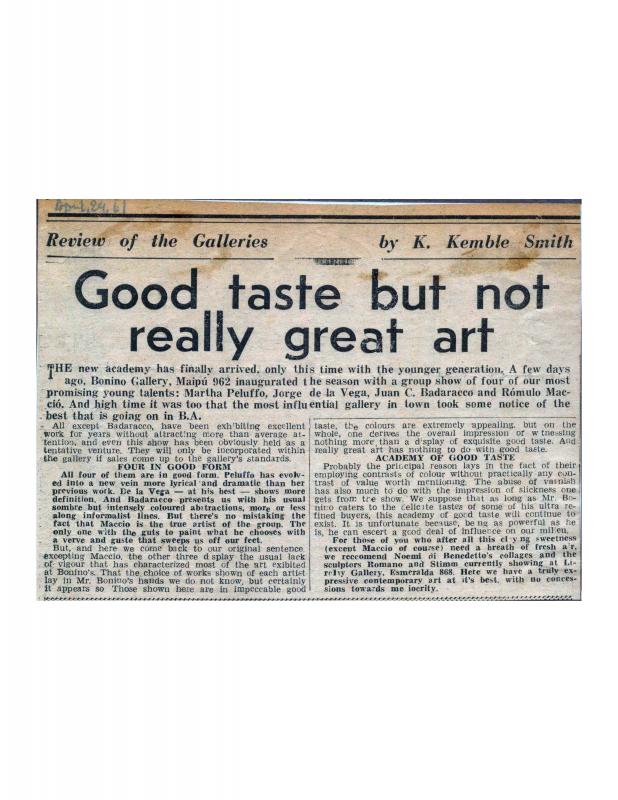 April, 24, 61
Review of the Galleries
by K. Kemble Smith
Good taste but not
really great art
THE new academy has finally arrived, only this time with the younger generation. A few days
ago, Bonino Gallery, Maipú 962 inaugurated the season with a group show of four of our most
promising young talents: Martha Peluffo, Jorge de la Vega, Juan C. Badaracco and Rómulo Mac-
ció. And high time it was too that the most influential gallery in town took some notice of the
best that is going on in B.A.
All except Badaracco, have been exhibiting excellent
work for years without attracting more than average at-
tention, and even this show has been obviously held as a
tentative venture. They will only be incorporated within
the gallery if sales come up to the gallery's standards.
FOUR IN GOOD FORM
All four of them are in good form. Peluffo has evolv-
ed into a new vein more lyrical and dramatic than her
previous work. De la Vega — at his best — shows more
definition. And Badaracco presents us with his usual
sombre but intensely coloured abstractions, more or less
along informalist lines. But there's no mistaking the
fact that Maccio is the true artist of the group. The
only one with the guts to paint what he chooses with
a verve and guste that sweeps us off our feet.
But, and here we come back to our original sentence,
excepting Maccio, the other three display the usual lack
of vigour that has characterized most of the art exibited
at Bonino's. That the choice of works shown of each artist
lay in Mr. Bonino's hands we do not know, but certainly
it appears so Those shown here are in impeccable good
taste, the colours are extremely appealing, but on the
whole, one derives the overall impression of witnessing
nothing more than a display of exquisite good taste. And
really great art has nothing to do with good taste.
ACADEMY OF GOOD TASTE
Probably the principal reason lays in the fact of their
employing contrasts of colour without practically any con-
trast of value worth mentioning. The abuse of varnish
has also much to do with the impression of slickness one
gets from the show. We suppose that as long as Mr. Bo-
nino caters to the delicate tastes of some of his ultra re-
fined buyers, this academy of good taste will continue to
exist. It is unfortunate because, being as powerful as he
is, he can escert a good deal of influence on our milieu.
For those of you who after all this cloying sweetness
(except Maccio of course) need a breath of fresh air,
we reccomend Noemi di Benedetto's collages and the
sculptors Romano and Stimm currently showing at Li-
rolay Gallery, Esmeralda 868. Here we have a truly ex-
pressive contemporary art at it's best, with no conces-
sions towards mediocrity.